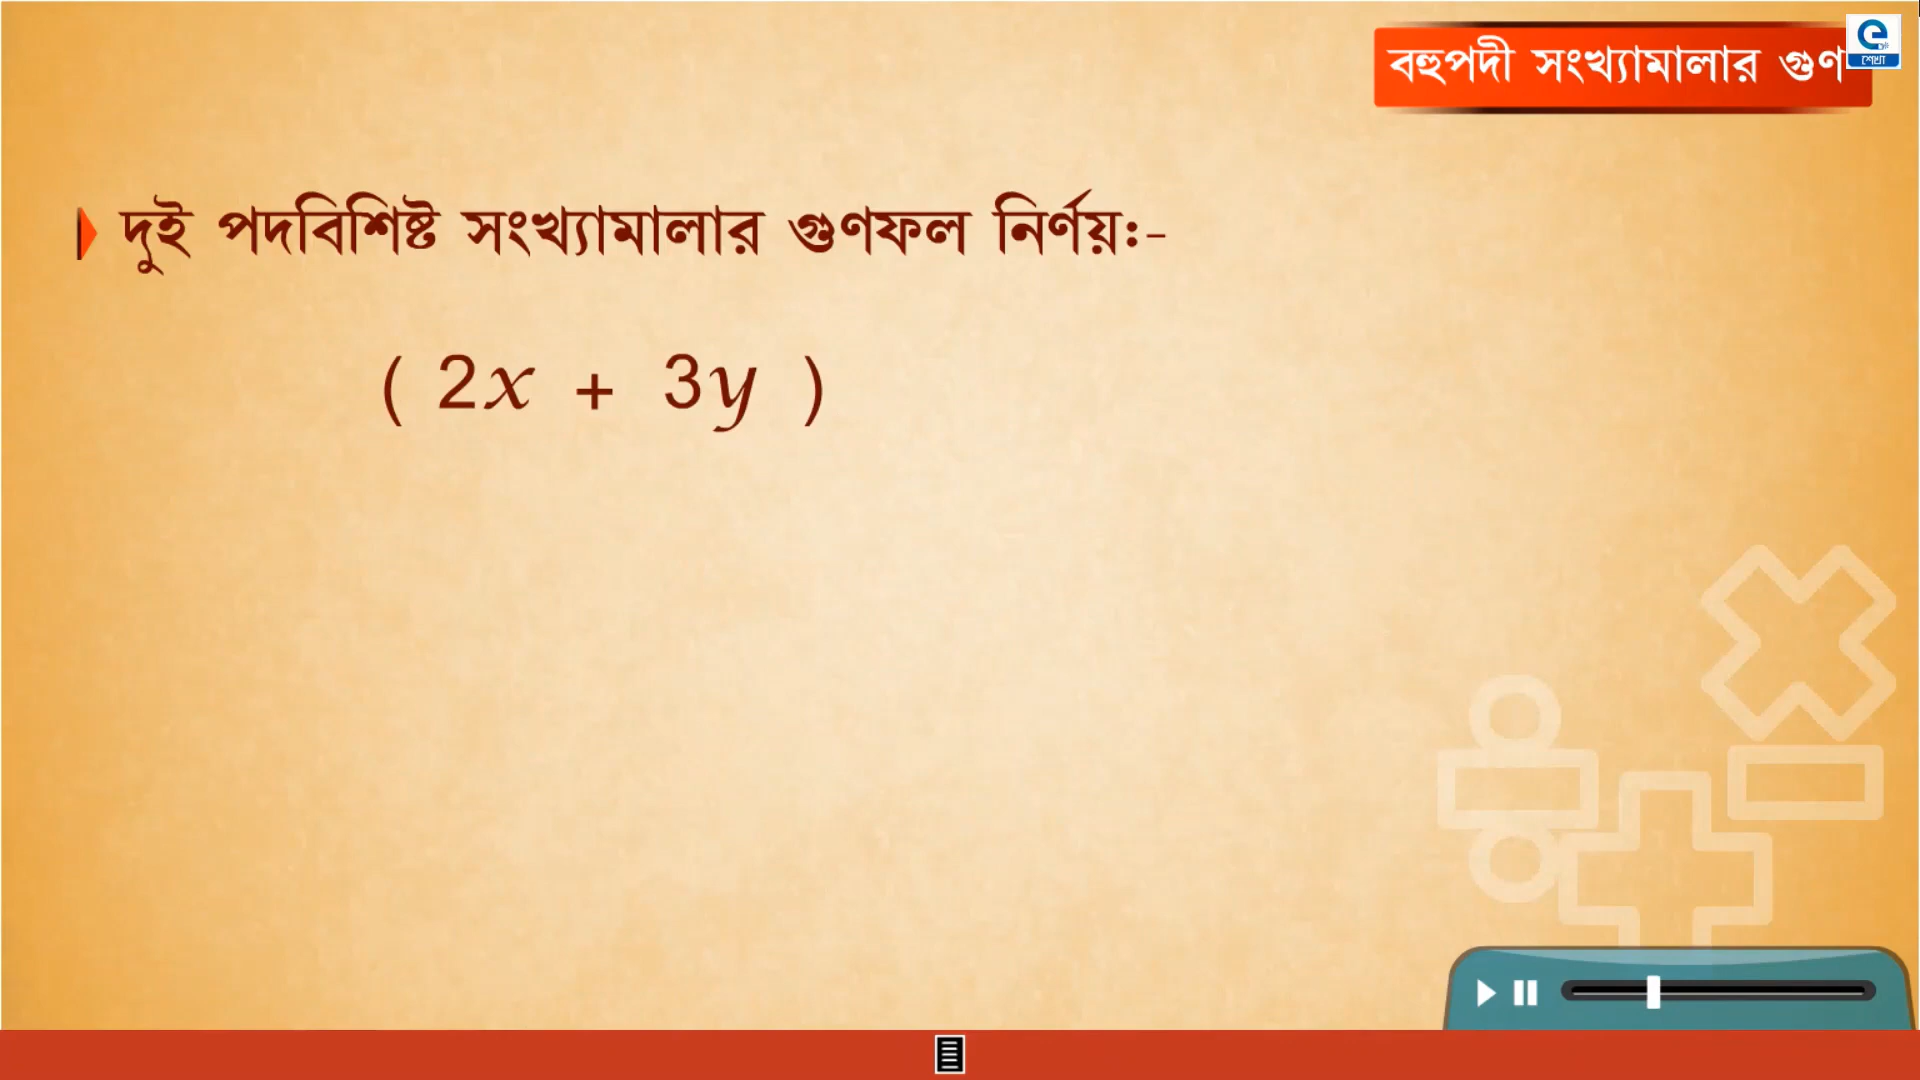 বহুপদী সংখ্যামালার গুণ
e
শেখা
দুই পদবিশিষ্ট সংখ্যামালার গুণফল নির্ণয়ঃ-
( 2x + 3y )